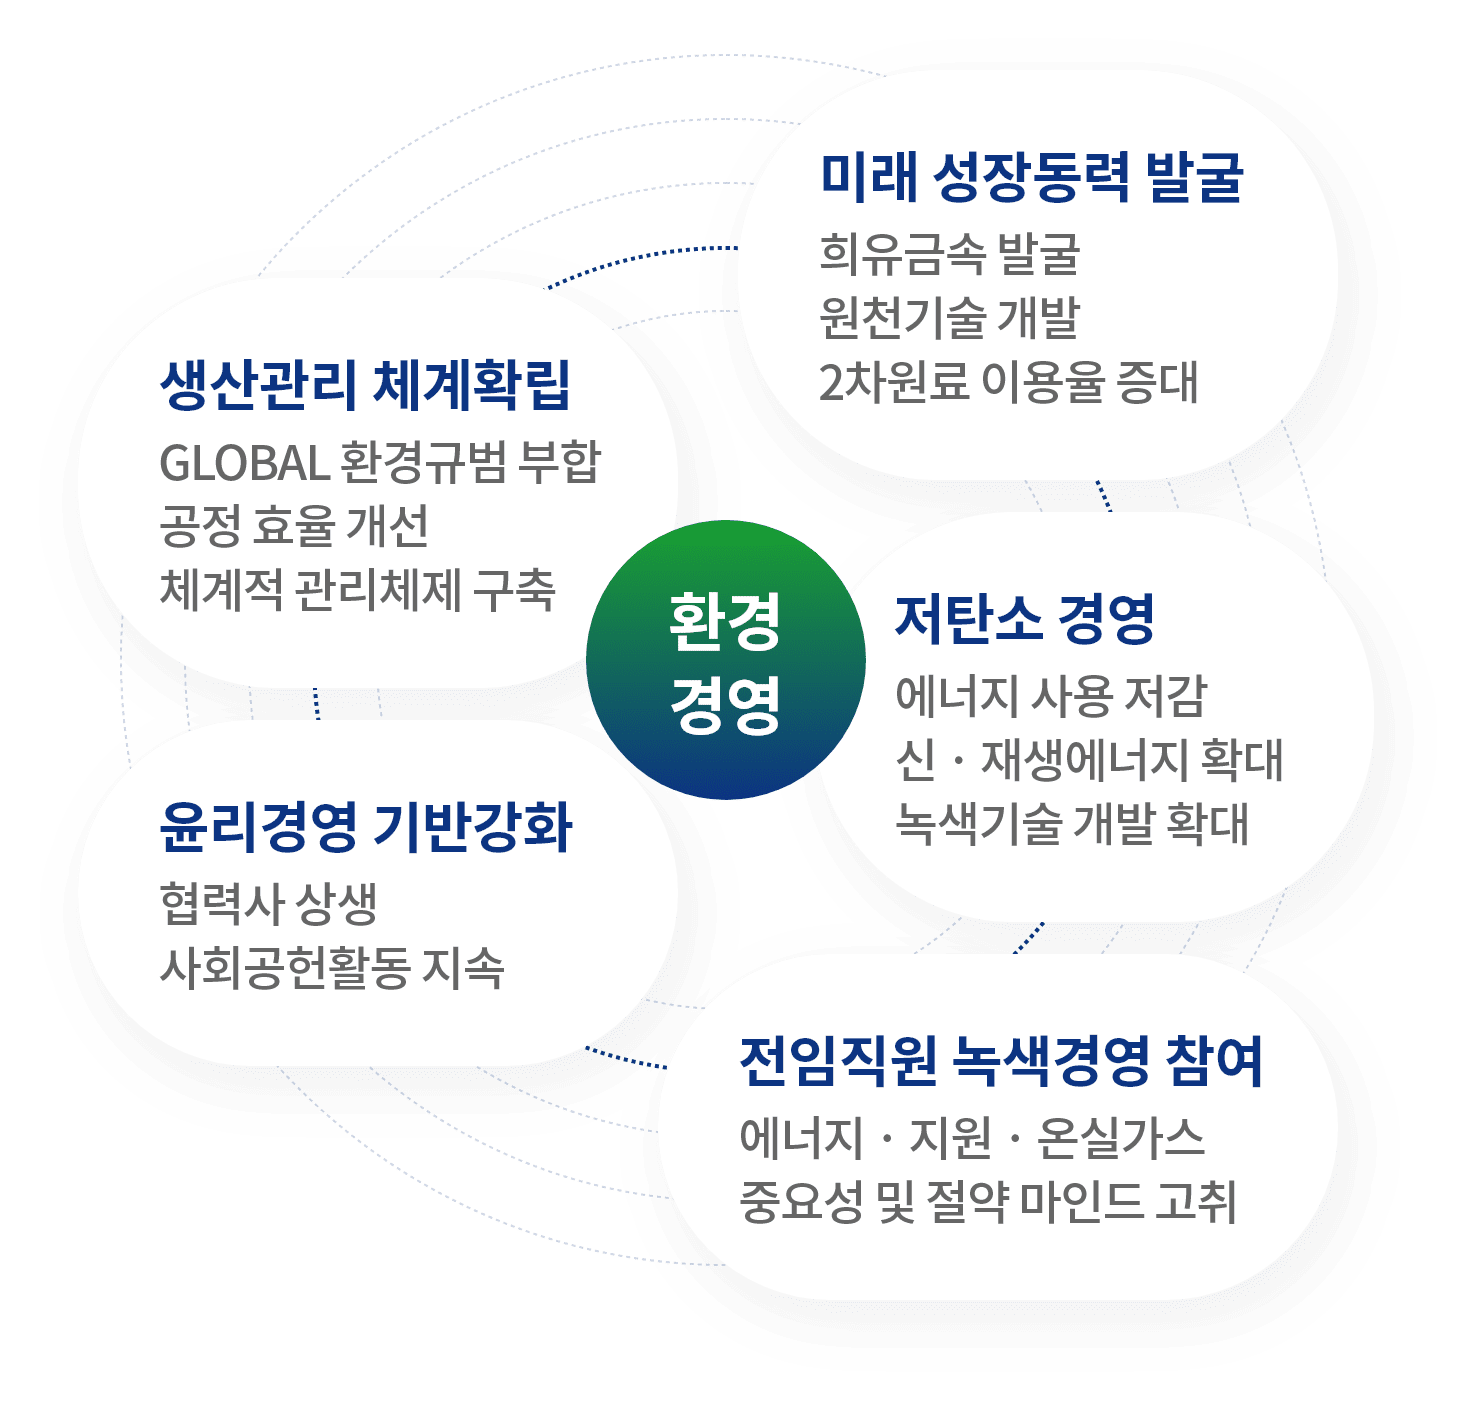 미래 성장동력 발굴
희유금속 발굴
원천기술 개발
2차원료 이용율 증대
생산관리 체계확립
GLOBAL 환경규범 부합
공정 효율 개선
체계적 관리체제 구축
환경
경영
저탄소 경영
에너지 사용 저감
신 · 재생에너지 확대
녹색기술 개발 확대
윤리경영 기반강화
협력사 상생
사회공헌활동 지속
전임직원 녹색경영 참여
에너지 · 지원 · 온실가스
중요성 및 절약 마인드 고취